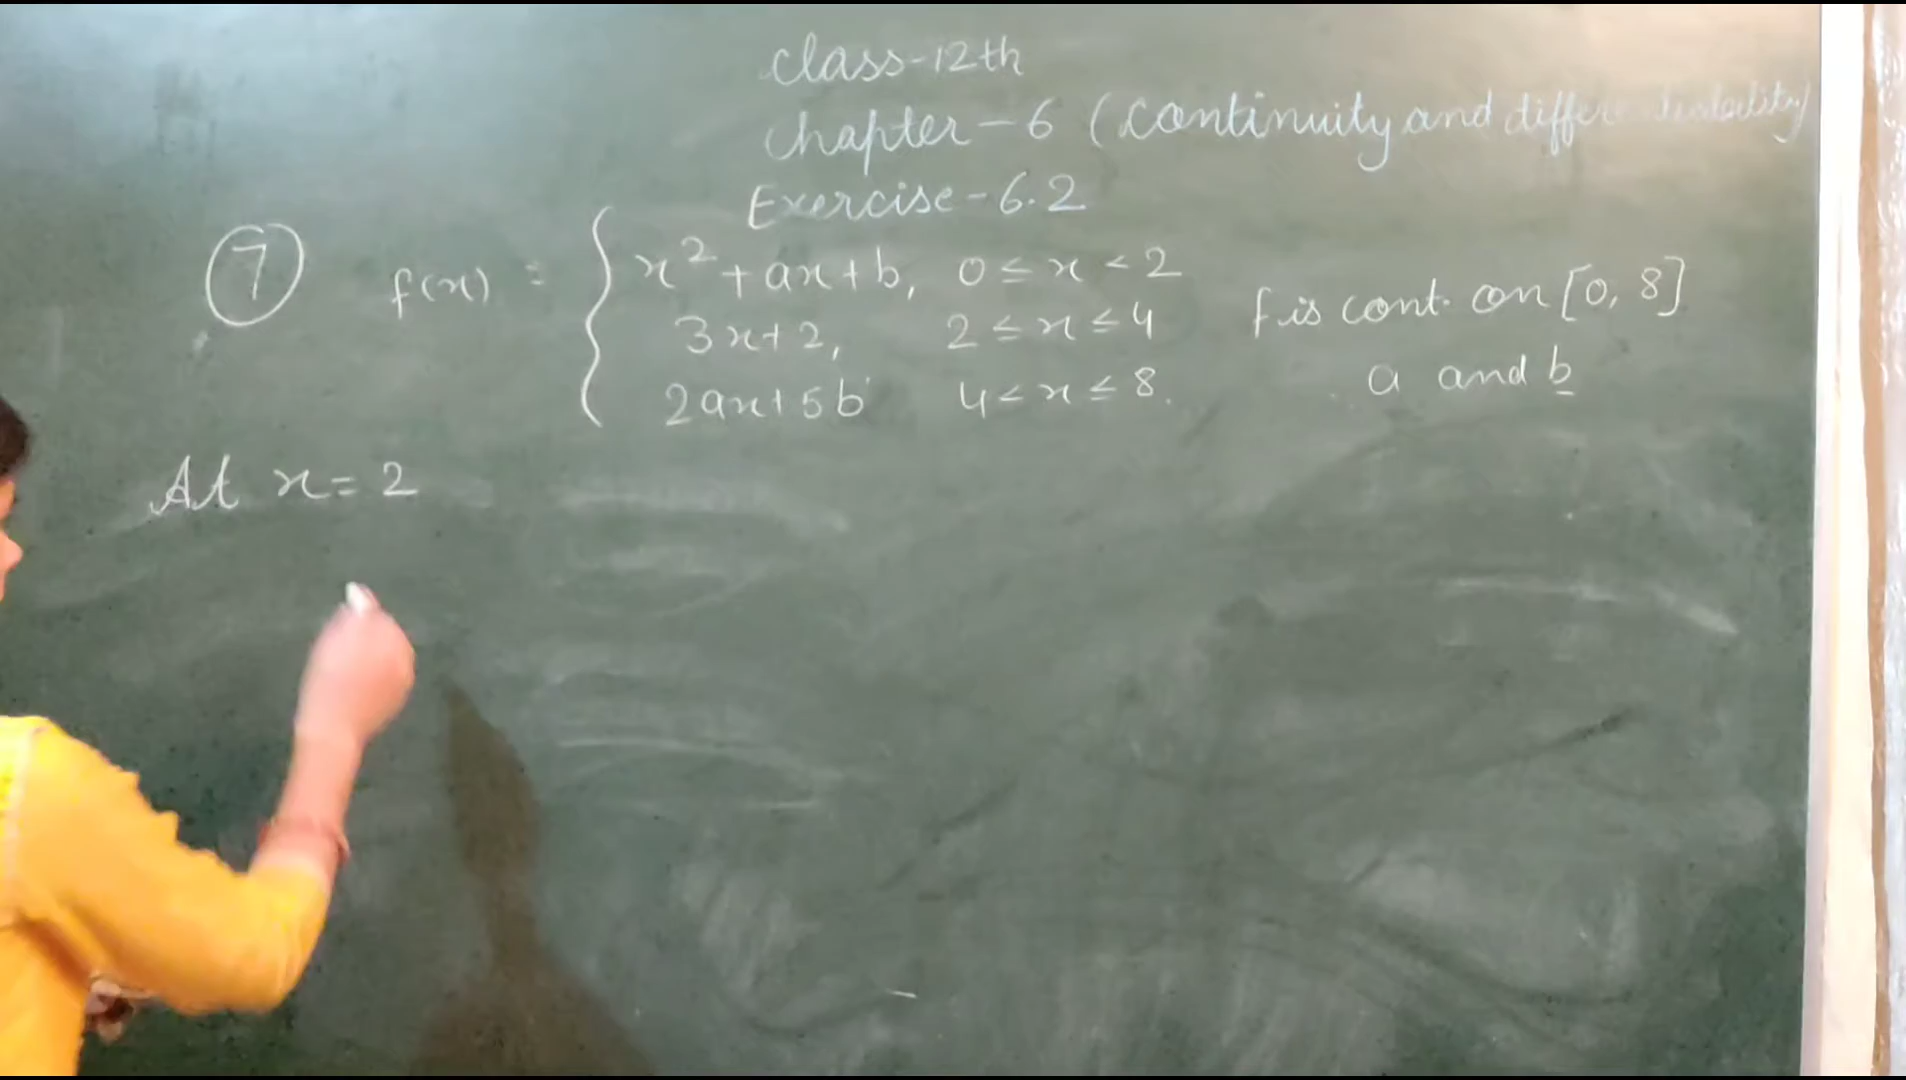 class-12th
chapter-6 (continuity and differentiability)
Exercise-6.2
7 f(x) = { x² + ax + b, 0 ≤ x < 2
3x+2, 2 ≤ x ≤ 4
2ax+5b 4 < x ≤ 8.
f is cont. on [0, 8]
a and b
At x = 2